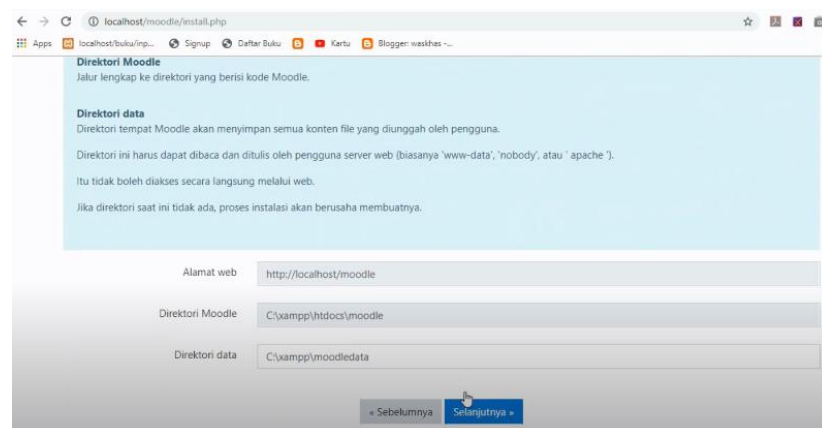 localhost/moodle/install.php
Apps localhost/buku/inp... Signup Daftar Buku Kartu Blogger: waskhas -...
Direktori Moodle
Jalur lengkap ke direktori yang berisi kode Moodle.
Direktori data
Direktori tempat Moodle akan menyimpan semua konten file yang diunggah oleh pengguna.
Direktori ini harus dapat dibaca dan ditulis oleh pengguna server web (biasanya 'www-data', 'nobody', atau ' apache ').
Itu tidak boleh diakses secara langsung melalui web.
Jika direktori saat ini tidak ada, proses instalasi akan berusaha membuatnya.
Alamat web http://localhost/moodle
Direktori Moodle C:\xampp\htdocs\moodle
Direktori data C:\xampp\moodledata
« Sebelumnya Selanjutnya »